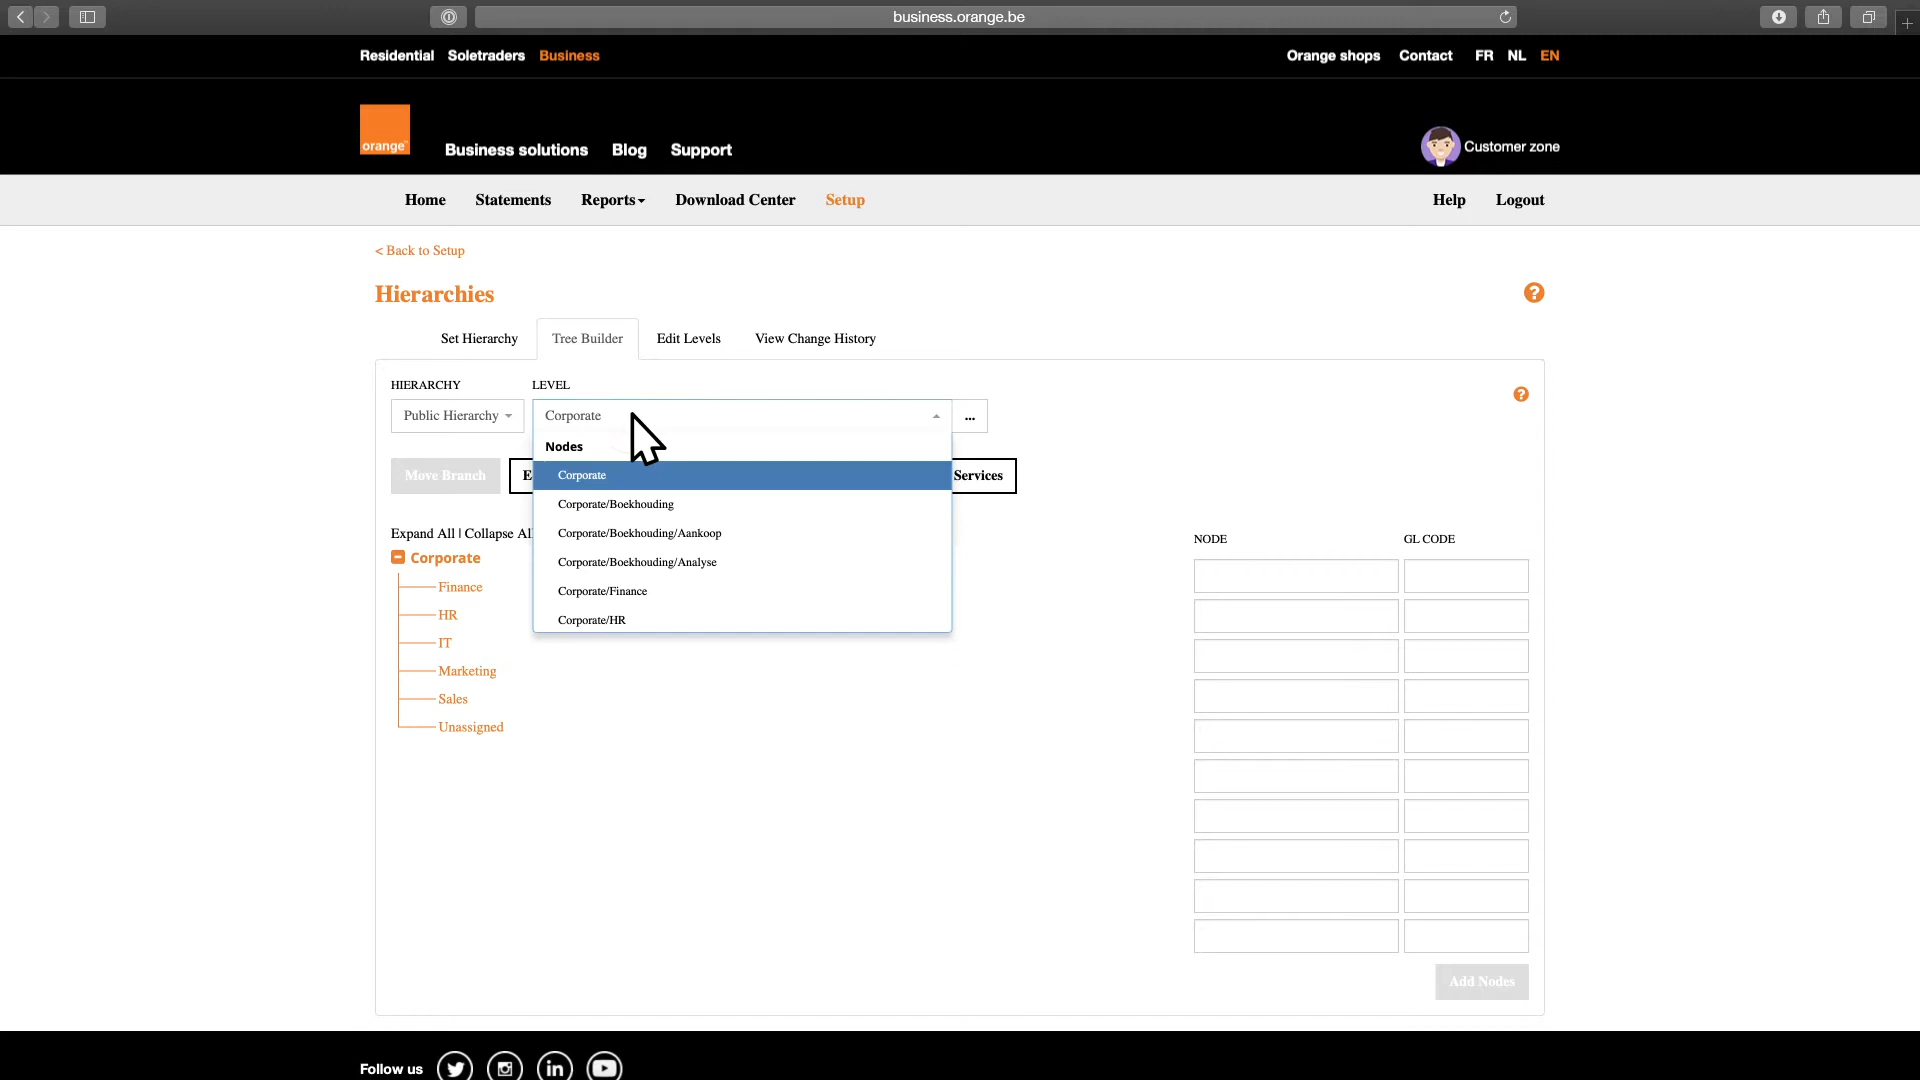 business.orange.be
Residential Soletraders Business
Orange shops Contact FR NL EN
orange™
Business solutions Blog Support
Customer zone
Home Statements Reports Download Center Setup
Help Logout
< Back to Setup
Hierarchies
?
Set Hierarchy Tree Builder Edit Levels View Change History
HIERARCHY LEVEL
?
Public Hierarchy Corporate ...
Nodes
Move Branch E Services
Corporate
Corporate/Boekhouding
Corporate/Boekhouding/Aankoop
Corporate/Boekhouding/Analyse
Corporate/Finance
Corporate/HR
Expand All | Collapse Al
Corporate
Finance
HR
IT
Marketing
Sales
Unassigned
NODE GL CODE
Add Nodes
Follow us